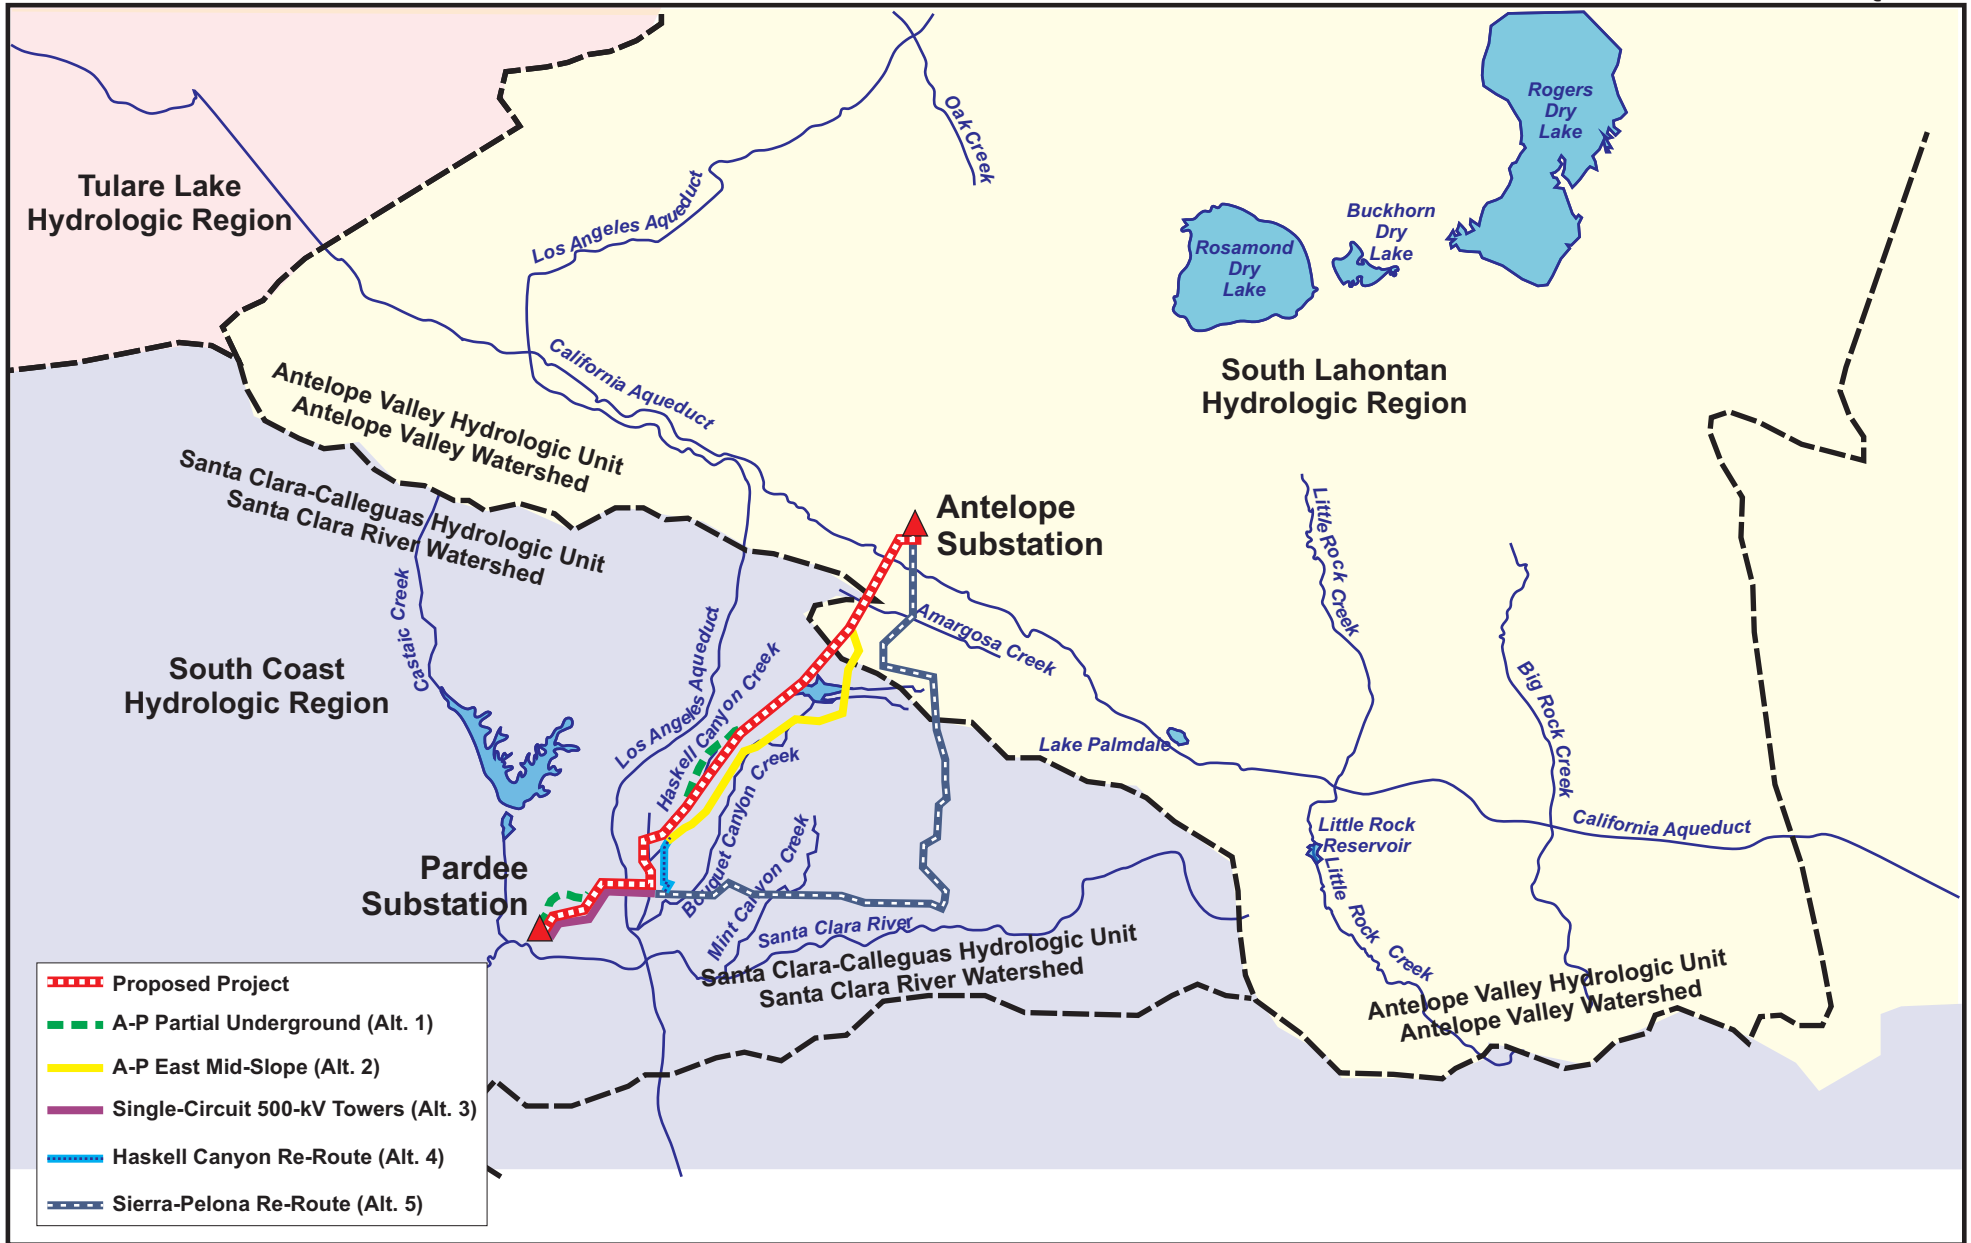 Tulare Lake
Hydrologic Region
Oak Creek
Los Angeles Aqueduct
Rogers
Dry
Lake
Buckhorn
Dry
Lake
Rosamond
Dry
Lake
South Lahontan
Hydrologic Region
California Aqueduct
Antelope Valley Hydrologic Unit
Antelope Valley Watershed
Santa Clara-Calleguas Hydrologic Unit
Santa Clara River Watershed
Antelope
Substation
Little Rock Creek
Castaic Creek
South Coast
Hydrologic Region
Los Angeles Aqueduct
Haskell Canyon Creek
Amargosa Creek
Big Rock Creek
Lake Palmdale
Bouquet Canyon Creek
Mint Canyon Creek
California Aqueduct
Little Rock
Reservoir
Little Rock Creek
Pardee
Substation
Santa Clara River
Santa Clara-Calleguas Hydrologic Unit
Santa Clara River Watershed
Antelope Valley Hydrologic Unit
Antelope Valley Watershed
Proposed Project
A-P Partial Underground (Alt. 1)
A-P East Mid-Slope (Alt. 2)
Single-Circuit 500-kV Towers (Alt. 3)
Haskell Canyon Re-Route (Alt. 4)
Sierra-Pelona Re-Route (Alt. 5)